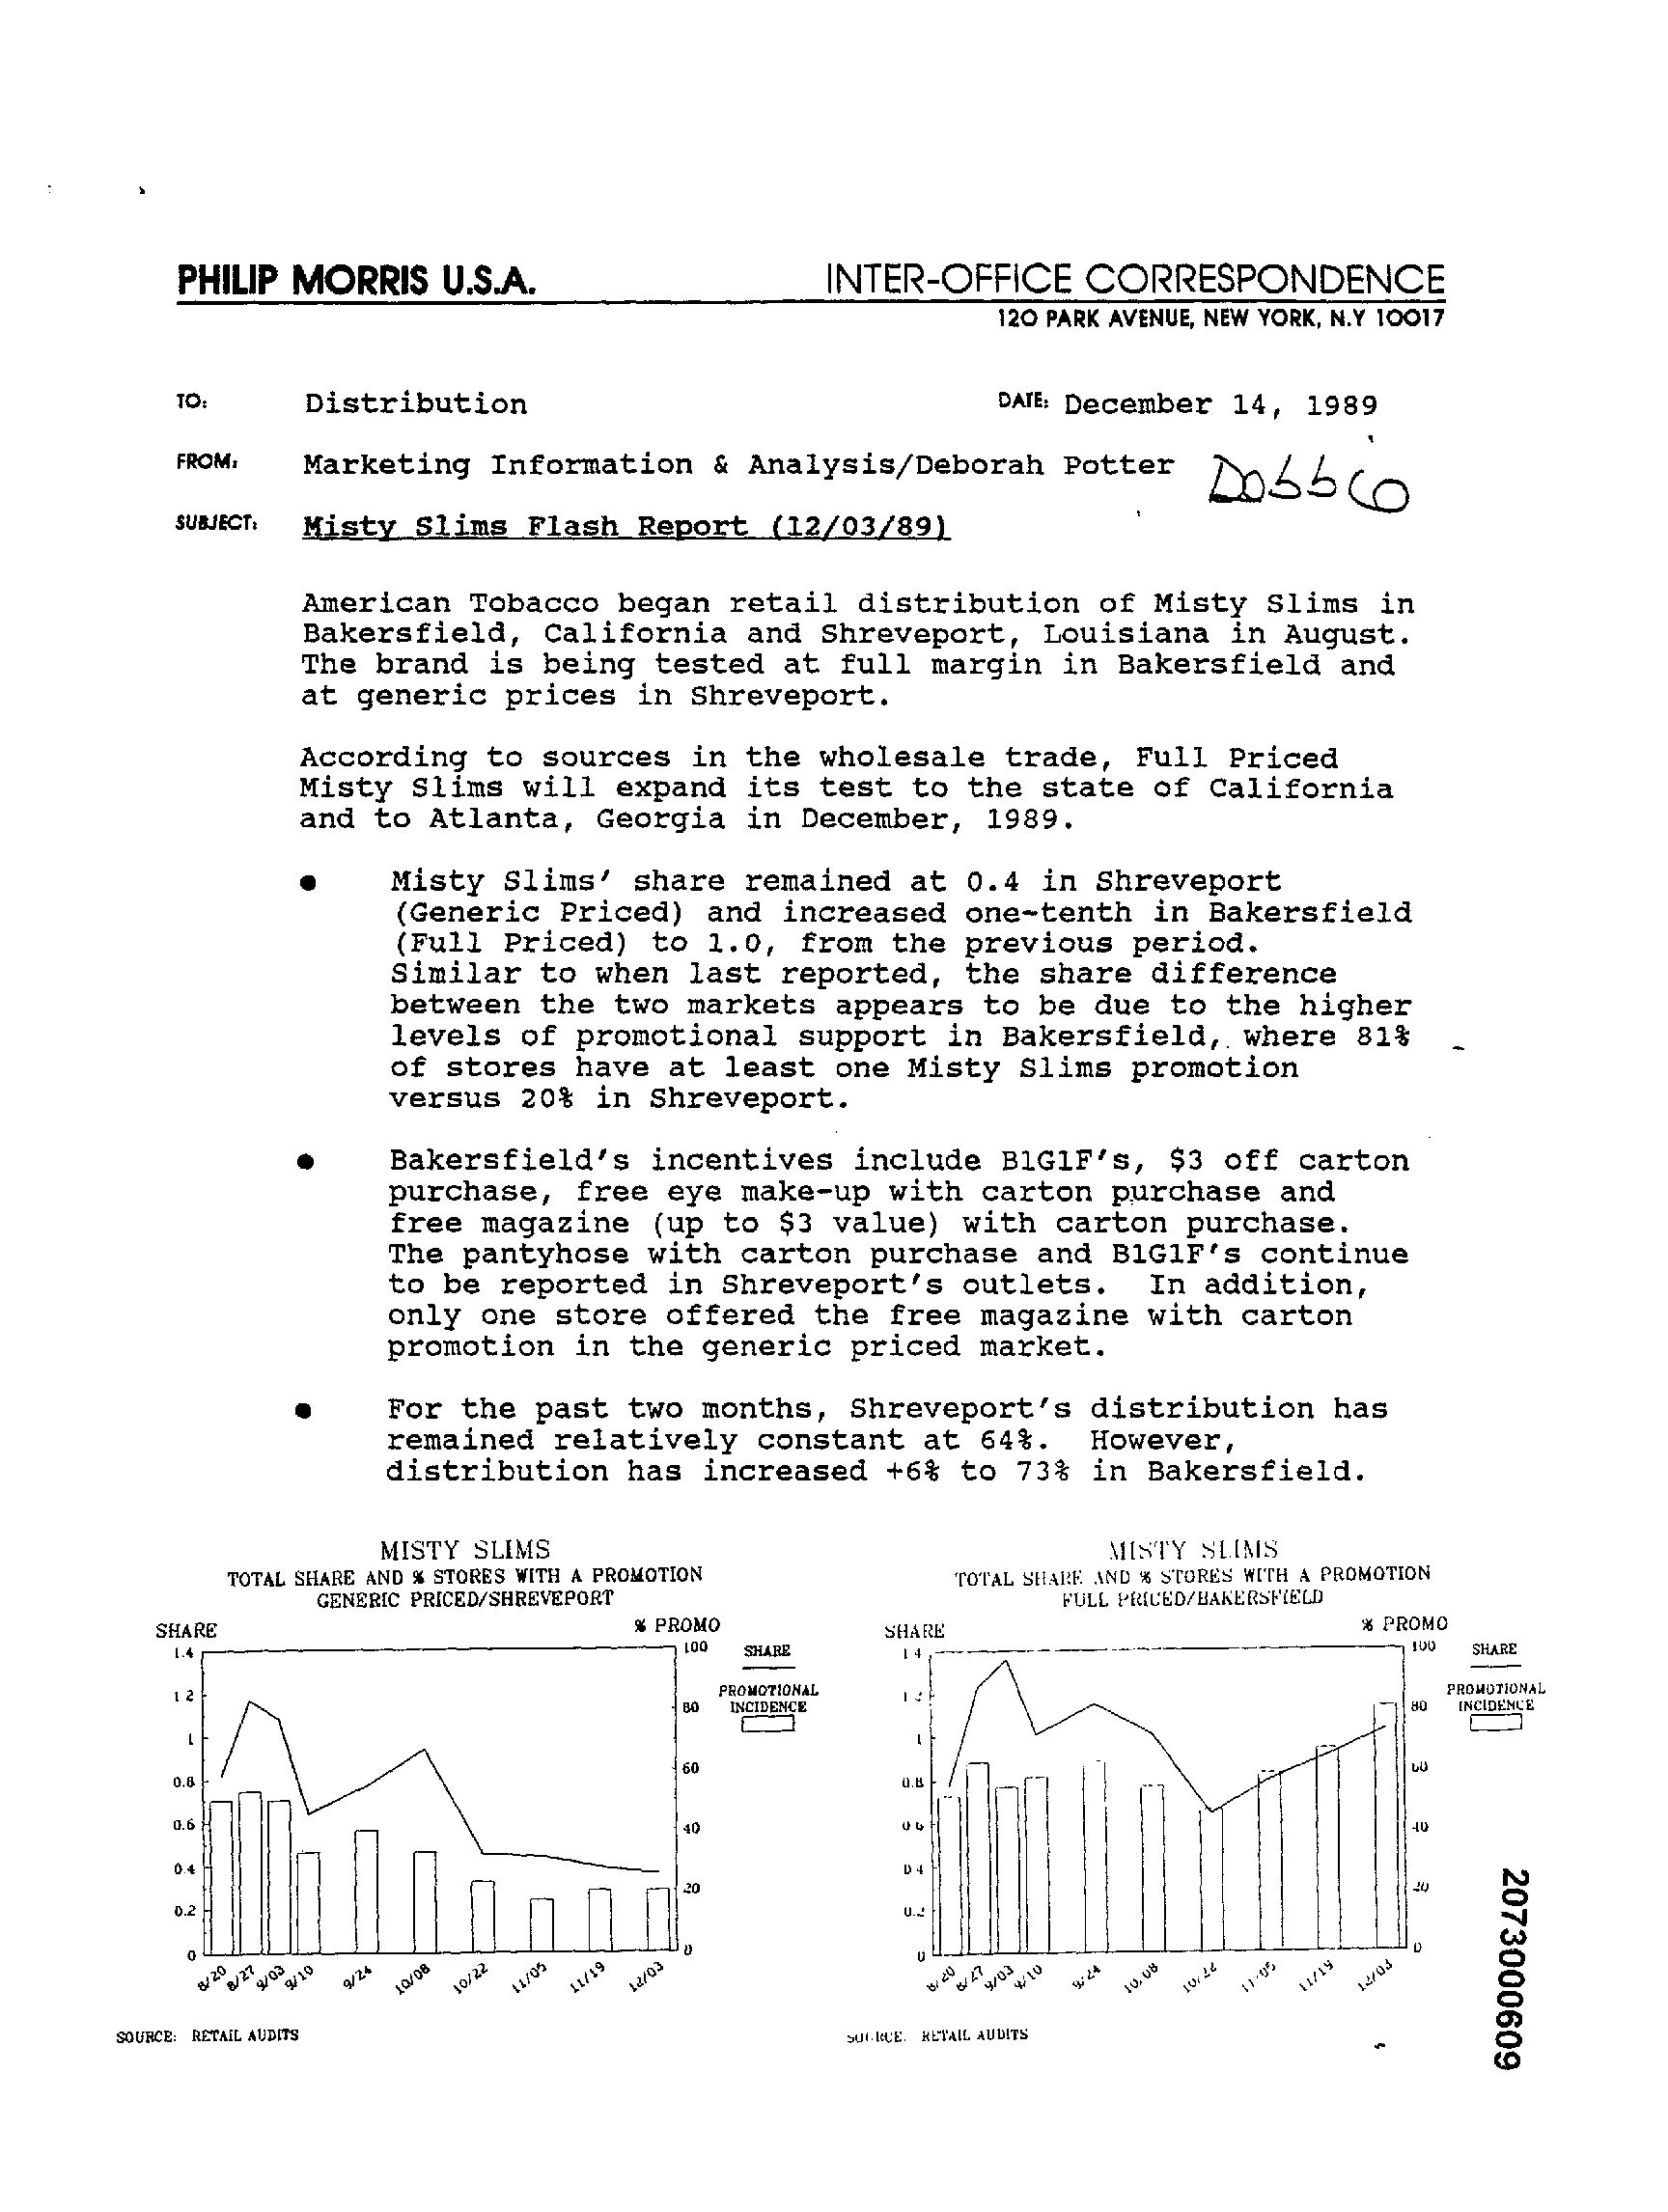 PHILIP MORRIS U.S.A. INTER-OFFICE CORRESPONDENCE
120 PARK AVENUE, NEW YORK, N.Y 10017
TO: Distribution DATE: December 14, 1989
FROM: Marketing Information & Analysis/Deborah Potter
SUBJECT: Misty Slims Flash Report (12/03/89)
American Tobacco began retail distribution of Misty Slims in
Bakersfield, California and Shreveport, Louisiana in August.
The brand is being tested at full margin in Bakersfield and
at generic prices in Shreveport.
According to sources in the wholesale trade, Full Priced
Misty Slims will expand its test to the state of California
and to Atlanta, Georgia in December, 1989.
● Misty Slims' share remained at 0.4 in Shreveport
(Generic Priced) and increased one-tenth in Bakersfield
(Full Priced) to 1.0, from the previous period.
Similar to when last reported, the share difference
between the two markets appears to be due to the higher
levels of promotional support in Bakersfield, where 81%
of stores have at least one Misty Slims promotion
versus 20% in Shreveport.
● Bakersfield's incentives include B1G1F's, $3 off carton
purchase, free eye make-up with carton purchase and
free magazine (up to $3 value) with carton purchase.
The pantyhose with carton purchase and B1G1F's continue
to be reported in Shreveport's outlets. In addition,
only one store offered the free magazine with carton
promotion in the generic priced market.
● For the past two months, Shreveport's distribution has
remained relatively constant at 64%. However,
distribution has increased +6% to 73% in Bakersfield.
MISTY SLIMS
TOTAL SHARE AND % STORES WITH A PROMOTION
GENERIC PRICED/SHREVEPORT
SHARE % PROMO
1.4 100 SHARE
1.2 80 PROMOTIONAL
INCIDENCE
1
0.8 60
0.6 40
0.4
0.2 20
0 0
8/20 8/27 9/03 9/10 9/24 10/08 10/22 11/05 11/19 12/03
SOURCE: RETAIL AUDITS
MISTY SLIMS
TOTAL SHARE AND % STORES WITH A PROMOTION
FULL PRICED/BAKERSFIELD
SHARE % PROMO
1.4 100 SHARE
1.2 80 PROMOTIONAL
INCIDENCE
1
0.8 60
0.6 40
0.4
0.2 20
0 0
8/20 8/27 9/03 9/10 9/24 10/08 10/22 11/05 11/19 12/03
SOURCE: RETAIL AUDITS
2073000609